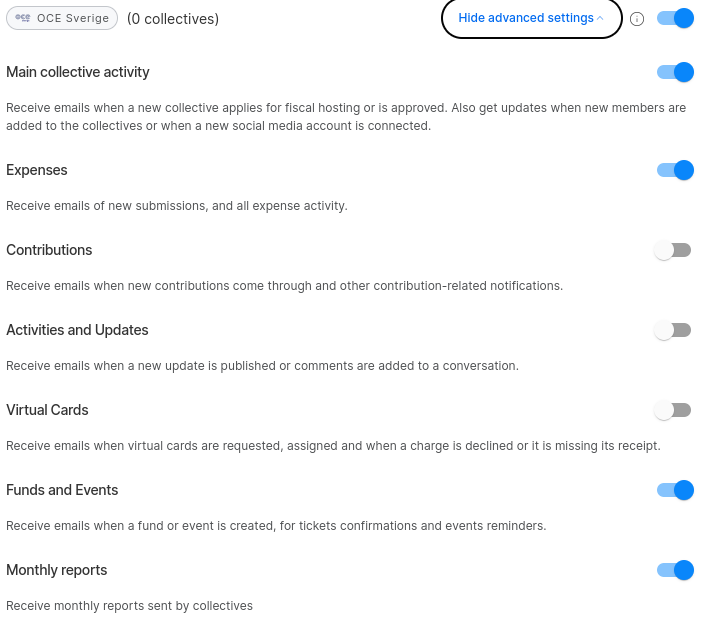 oce OCE Sverige (0 collectives) Hide advanced settings
Main collective activity
Receive emails when a new collective applies for fiscal hosting or is approved. Also get updates when new members are
added to the collectives or when a new social media account is connected.
Expenses
Receive emails of new submissions, and all expense activity.
Contributions
Receive emails when new contributions come through and other contribution-related notifications.
Activities and Updates
Receive emails when a new update is published or comments are added to a conversation.
Virtual Cards
Receive emails when virtual cards are requested, assigned and when a charge is declined or it is missing its receipt.
Funds and Events
Receive emails when a fund or event is created, for tickets confirmations and events reminders.
Monthly reports
Receive monthly reports sent by collectives